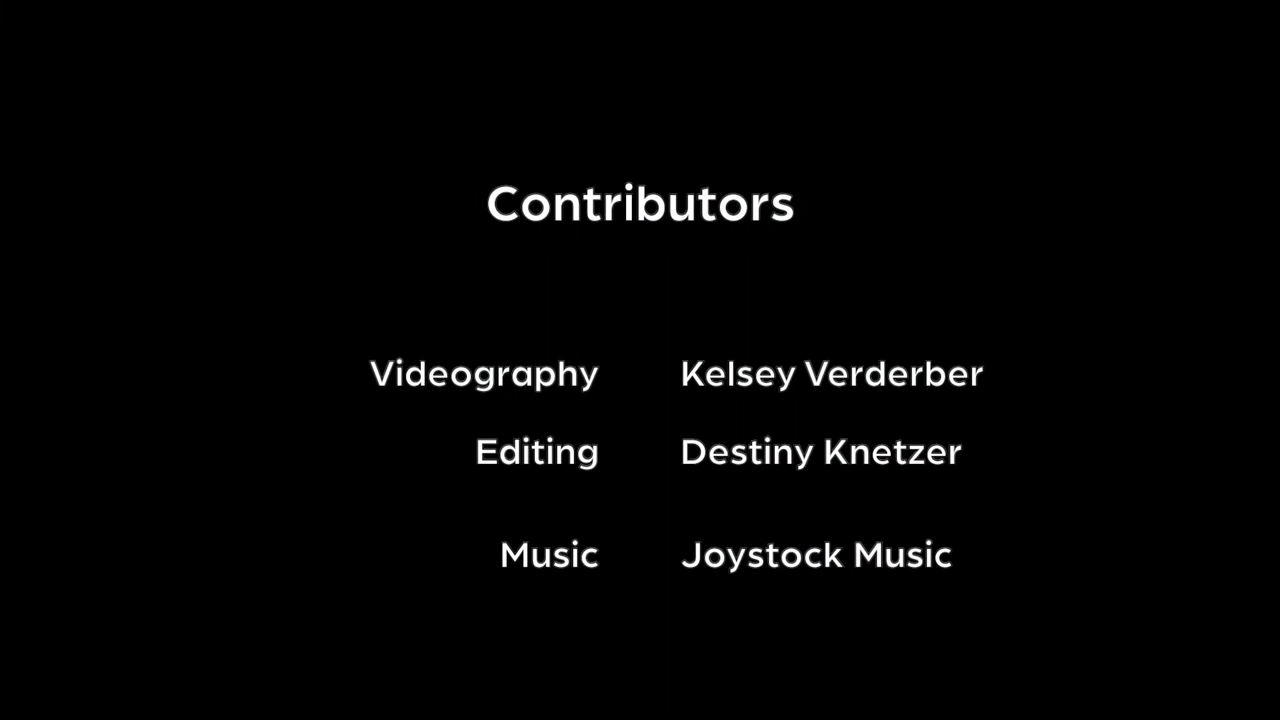 Contributors
Videography Kelsey Verderber
Editing Destiny Knetzer
Music Joystock Music